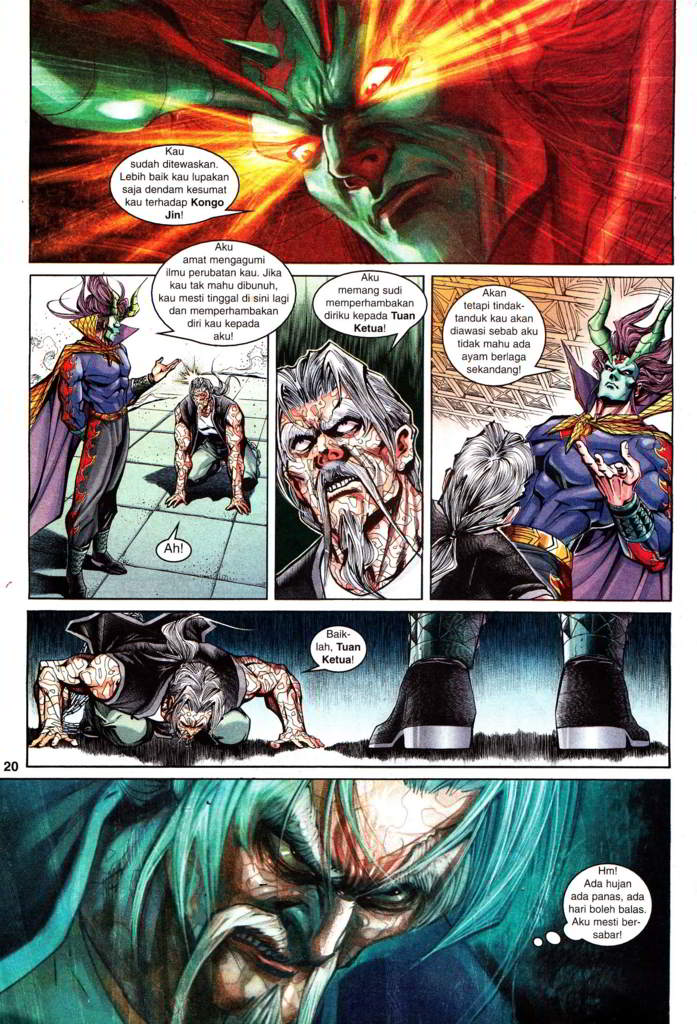 Kau
sudah ditewaskan.
Lebih baik kau lupakan
saja dendam kesumat
kau terhadap Kongo
Jin!
Aku
amat mengagumi
ilmu perubatan kau. Jika
kau tak mahu dibunuh,
kau mesti tinggal di sini lagi
dan memperhambakan
diri kau kepada
aku!
Ah!
Aku
memang sudi
memperhambakan
diriku kepada Tuan
Ketua!
Akan
tetapi tindak-
tanduk kau akan
diawasi sebab aku
tidak mahu ada
ayam berlaga
sekandang!
Baik-
lah, Tuan
Ketua!
20
Hm!
Ada hujan
ada panas, ada
hari boleh balas.
Aku mesti ber-
sabar!